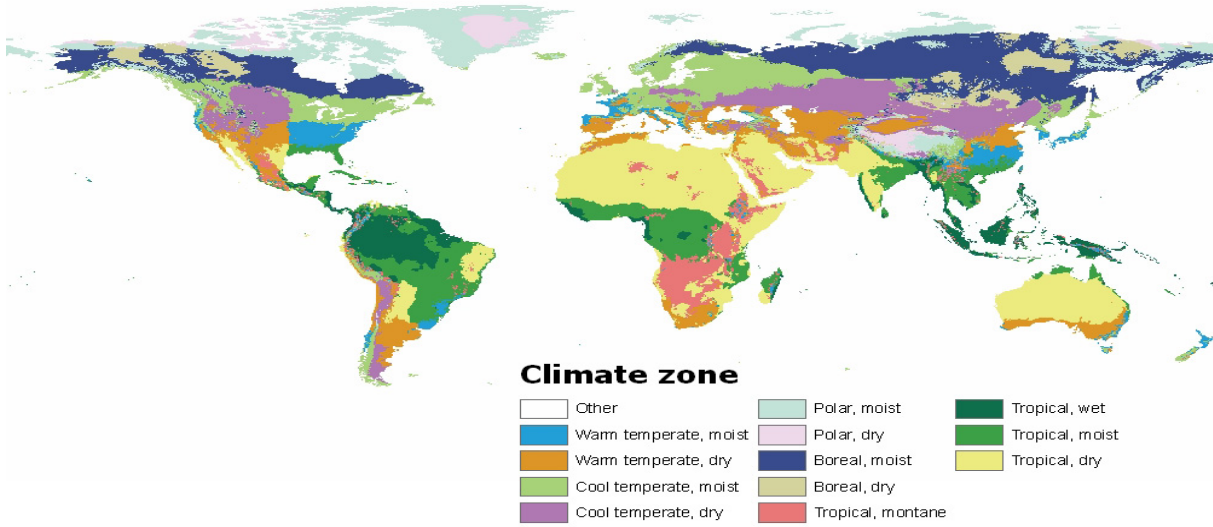 Climate zone
Other
Warm temperate, moist
Warm temperate, dry
Cool temperate, moist
Cool temperate, dry
Polar, moist
Polar, dry
Boreal, moist
Boreal, dry
Tropical, montane
Tropical, wet
Tropical, moist
Tropical, dry